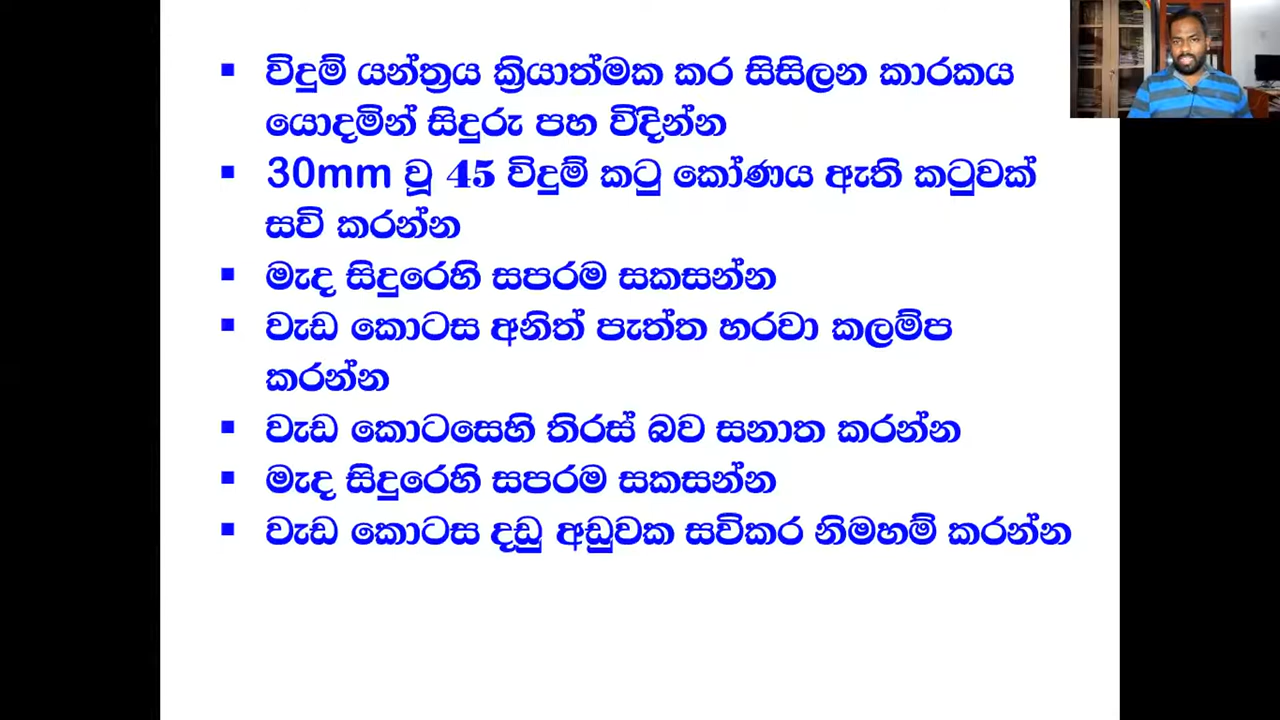 ▪ විදුම් යන්ත්‍රය ක්‍රියාත්මක කර සිසිලන කාරකය
යොදමින් සිදුරු පහ විදින්න
▪ 30mm වූ 45 විදුම් කටු කෝණය ඇති කටුවක්
සවි කරන්න
▪ මැද සිදුරෙහි සපරම සකසන්න
▪ වැඩ කොටස අනිත් පැත්ත හරවා කලම්ප
කරන්න
▪ වැඩ කොටසෙහි තිරස් බව සනාත කරන්න
▪ මැද සිදුරෙහි සපරම සකසන්න
▪ වැඩ කොටස දඬු අඬුවක සවිකර නිමහම් කරන්න